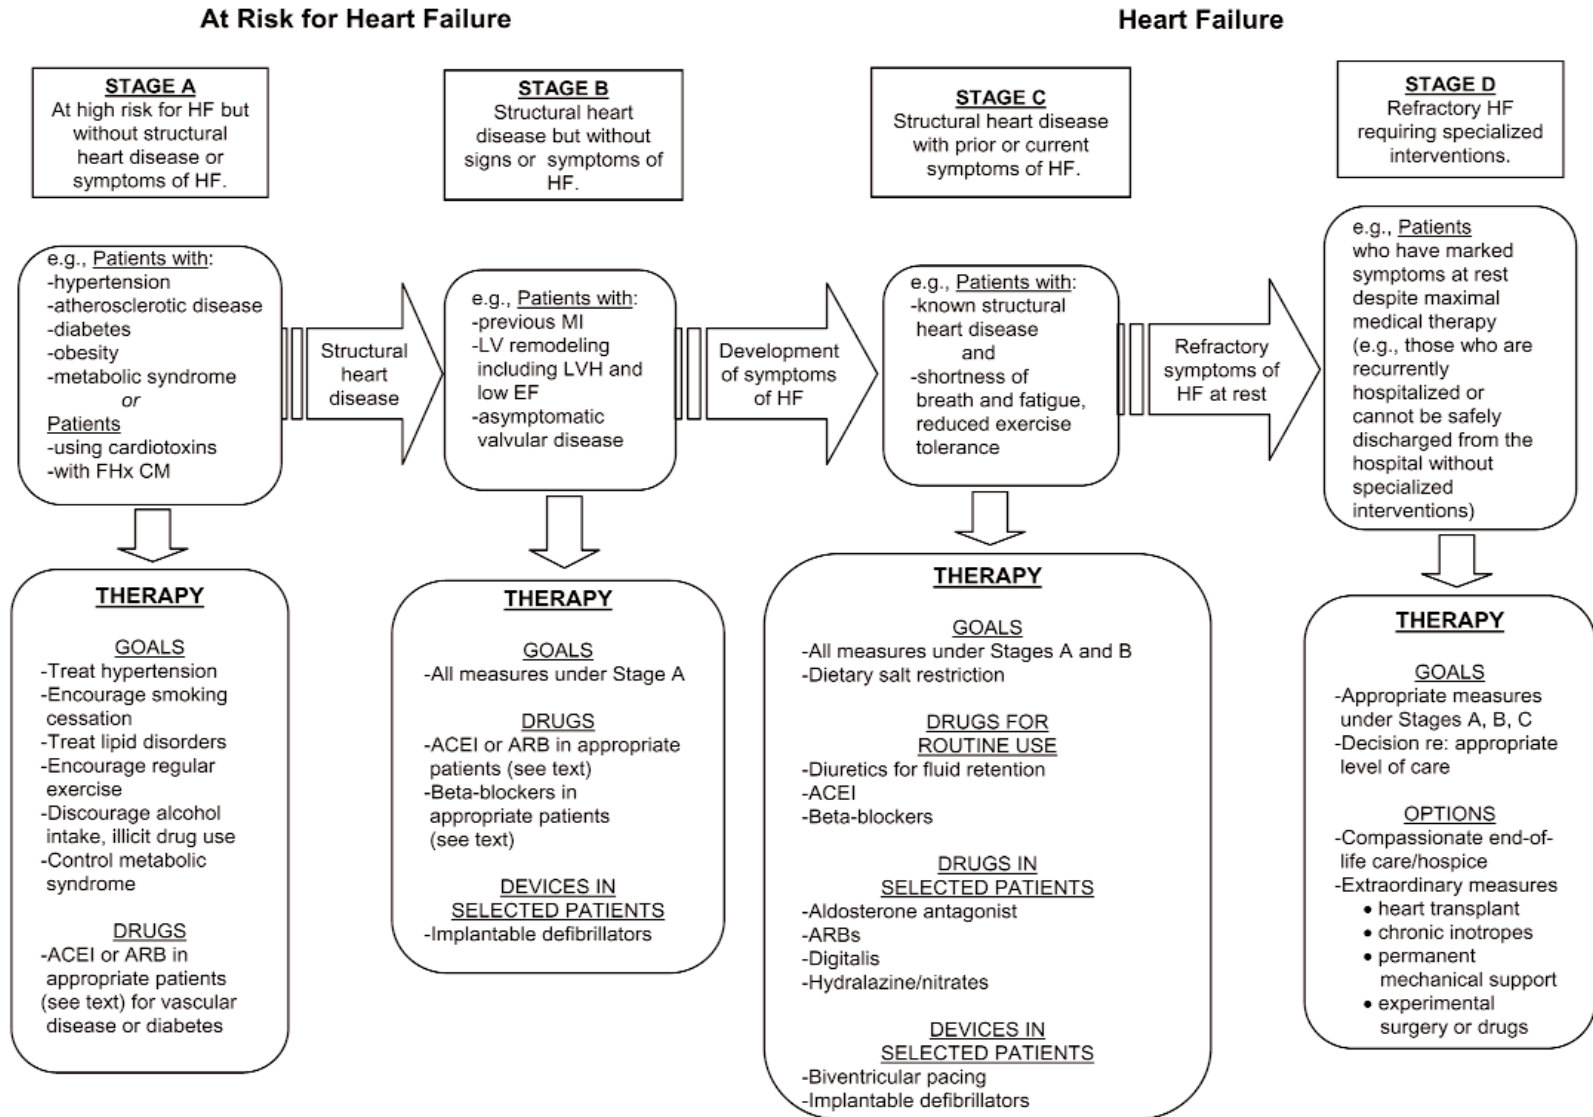 At Risk for Heart Failure
Heart Failure
STAGE A
At high risk for HF but
without structural
heart disease or
symptoms of HF.
STAGE B
Structural heart
disease but without
signs or symptoms of
HF.
STAGE C
Structural heart disease
with prior or current
symptoms of HF.
STAGE D
Refractory HF
requiring specialized
interventions.
e.g., Patients with:
-hypertension
-atherosclerotic disease
-diabetes
-obesity
-metabolic syndrome
or
Patients
-using cardiotoxins
-with FHx CM
Structural
heart
disease
e.g., Patients with:
-previous MI
-LV remodeling
including LVH and
low EF
-asymptomatic
valvular disease
Development
of symptoms
of HF
e.g., Patients with:
-known structural
heart disease
and
-shortness of
breath and fatigue,
reduced exercise
tolerance
Refractory
symptoms of
HF at rest
e.g., Patients
who have marked
symptoms at rest
despite maximal
medical therapy
(e.g., those who are
recurrently
hospitalized or
cannot be safely
discharged from the
hospital without
specialized
interventions)
THERAPY
GOALS
-Treat hypertension
-Encourage smoking
cessation
-Treat lipid disorders
-Encourage regular
exercise
-Discourage alcohol
intake, illicit drug use
-Control metabolic
syndrome
DRUGS
-ACEI or ARB in
appropriate patients
(see text) for vascular
disease or diabetes
THERAPY
GOALS
-All measures under Stage A
DRUGS
-ACEI or ARB in appropriate
patients (see text)
-Beta-blockers in
appropriate patients
(see text)
DEVICES IN
SELECTED PATIENTS
-Implantable defibrillators
THERAPY
GOALS
-All measures under Stages A and B
-Dietary salt restriction
DRUGS FOR
ROUTINE USE
-Diuretics for fluid retention
-ACEI
-Beta-blockers
DRUGS IN
SELECTED PATIENTS
-Aldosterone antagonist
-ARBs
-Digitalis
-Hydralazine/nitrates
DEVICES IN
SELECTED PATIENTS
-Biventricular pacing
-Implantable defibrillators
THERAPY
GOALS
-Appropriate measures
under Stages A, B, C
-Decision re: appropriate
level of care
OPTIONS
-Compassionate end-of-
life care/hospice
-Extraordinary measures
• heart transplant
• chronic inotropes
• permanent
mechanical support
• experimental
surgery or drugs